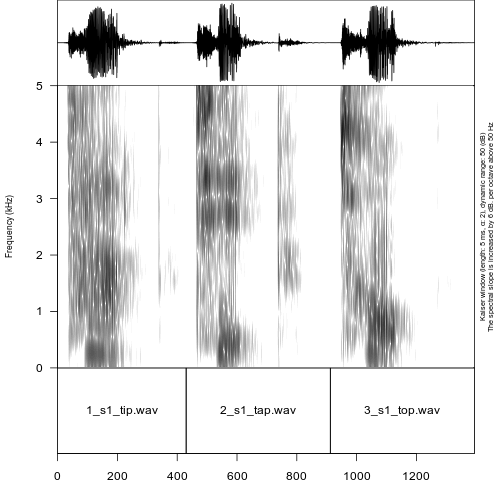 5
4
3
2
1
0
Frequency (kHz)
Kaiser window (length: 5 ms, α: 2), dynamic range: 50 (dB)
The spectral slope is increased by 6 dB. per octave above 50 Hz
1_s1_tip.wav 2_s1_tap.wav 3_s1_top.wav
0 200 400 600 800 1000 1200